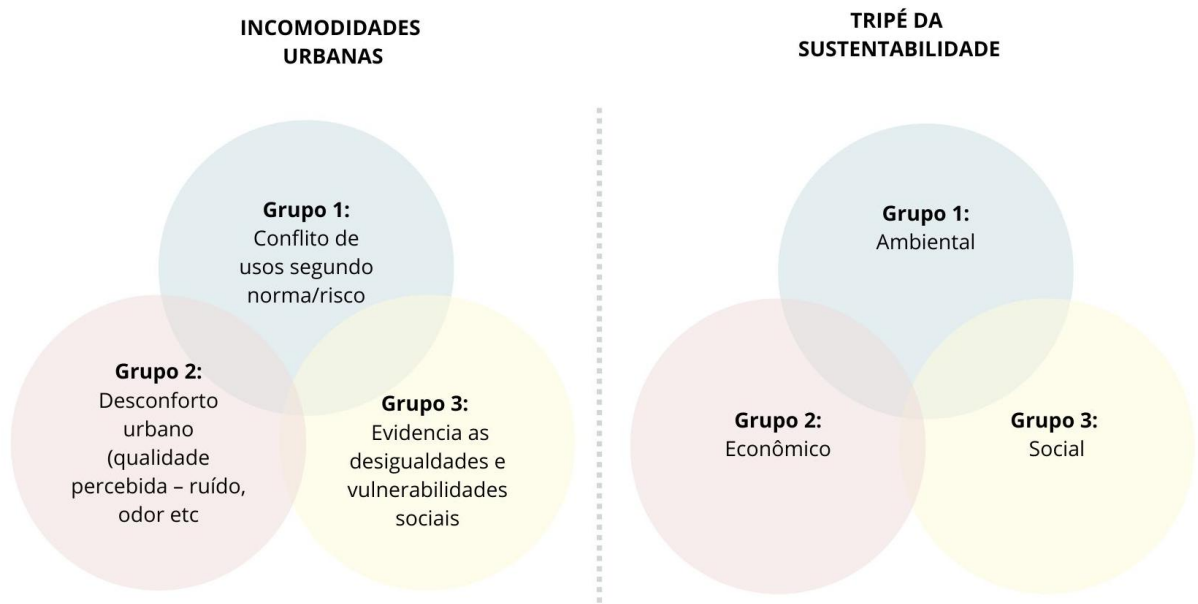 INCOMODIDADES
URBANAS
Grupo 1:
Conflito de
usos segundo
norma/risco
Grupo 2:
Desconforto
urbano
(qualidade
percebida – ruído,
odor etc
Grupo 3:
Evidencia as
desigualdades e
vulnerabilidades
sociais
TRIPÉ DA
SUSTENTABILIDADE
Grupo 1:
Ambiental
Grupo 2:
Econômico
Grupo 3:
Social